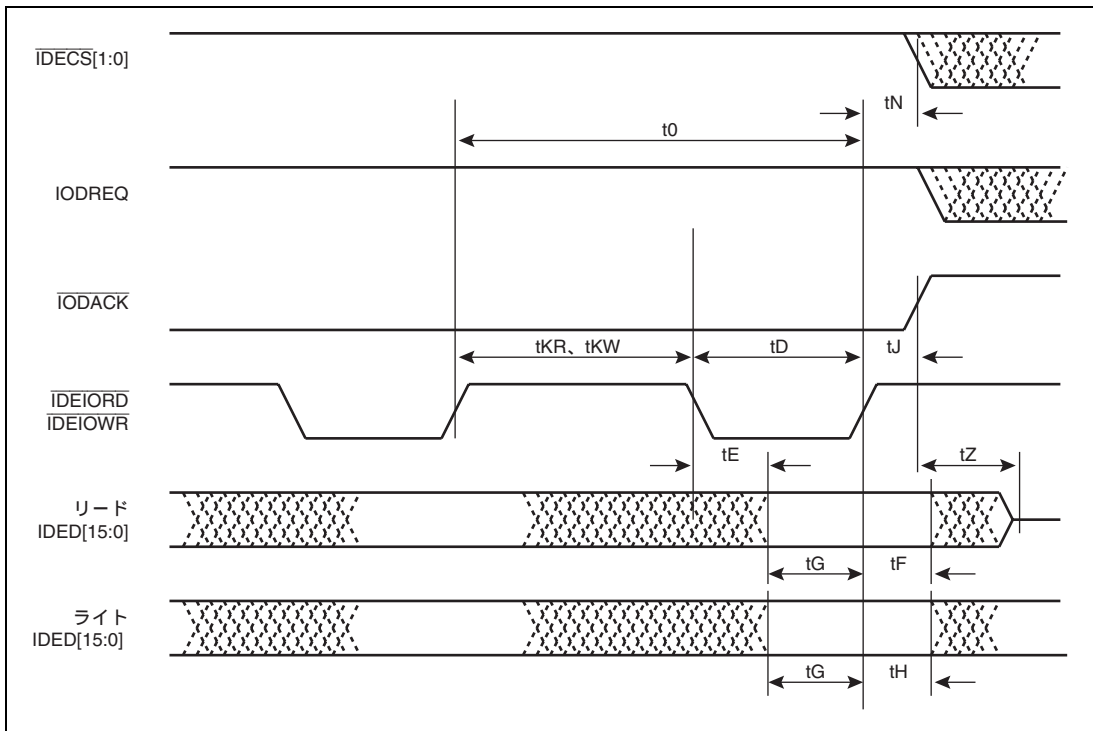 IDECS[1:0]
tN
t0
IODREQ
IODACK
tKR、tKW
tD
tJ
IDEIORD
IDEIOWR
tE
tZ
リード
IDED[15:0]
tG
tF
ライト
IDED[15:0]
tG
tH